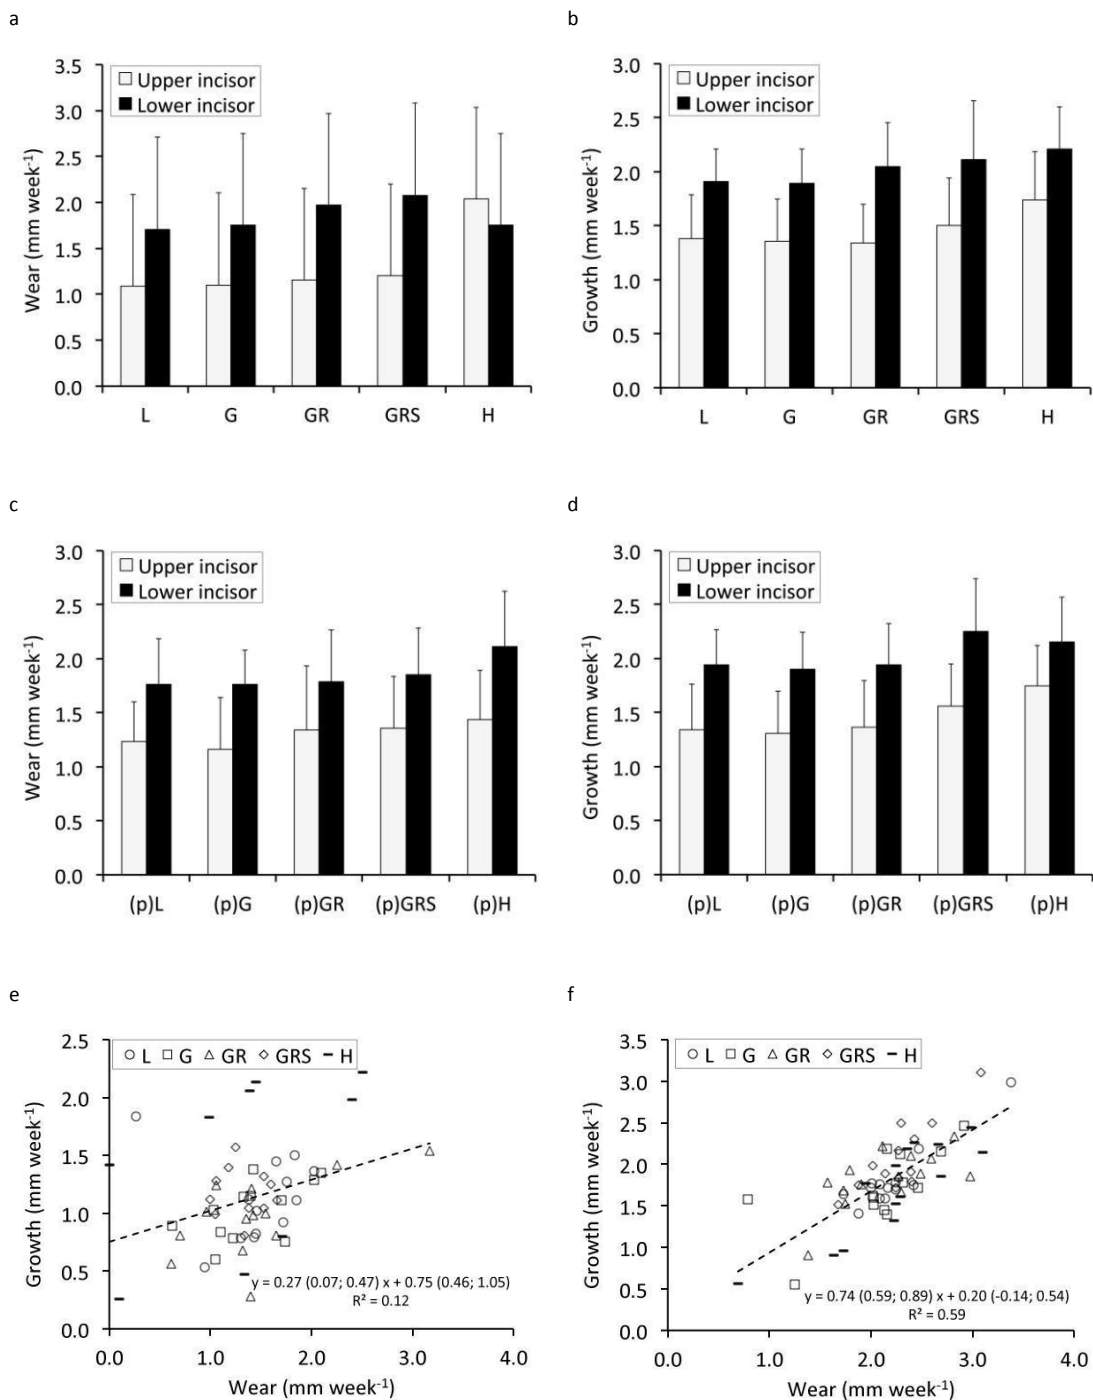 a
b
3.5
3.0
2.5
2.0
1.5
1.0
0.5
0.0
Wear (mm week-1)
Upper incisor
Lower incisor
L G GR GRS H
3.0
2.5
2.0
1.5
1.0
0.5
0.0
Growth (mm week-1)
Upper incisor
Lower incisor
L G GR GRS H
c
d
3.0
2.5
2.0
1.5
1.0
0.5
0.0
Wear (mm week-1)
Upper incisor
Lower incisor
(p)L (p)G (p)GR (p)GRS (p)H
3.0
2.5
2.0
1.5
1.0
0.5
0.0
Growth (mm week-1)
Upper incisor
Lower incisor
(p)L (p)G (p)GR (p)GRS (p)H
e
f
2.5
2.0
1.5
1.0
0.5
0.0
Growth (mm week-1)
L G GR GRS H
y = 0.27 (0.07; 0.47) x + 0.75 (0.46; 1.05)
R² = 0.12
0.0 1.0 2.0 3.0 4.0
Wear (mm week-1)
3.5
3.0
2.5
2.0
1.5
1.0
0.5
0.0
Growth (mm week-1)
L G GR GRS H
y = 0.74 (0.59; 0.89) x + 0.20 (-0.14; 0.54)
R² = 0.59
0.0 1.0 2.0 3.0 4.0
Wear (mm week-1)